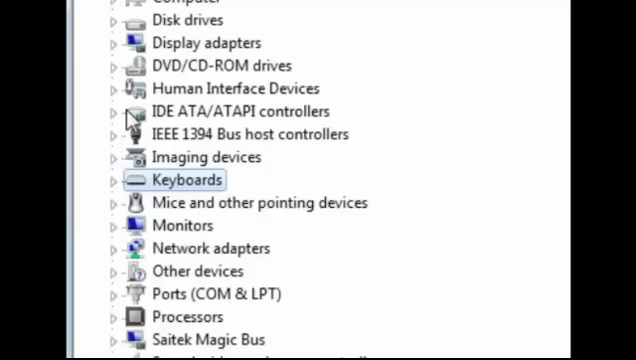 Computer
Disk drives
Display adapters
DVD/CD-ROM drives
Human Interface Devices
IDE ATA/ATAPI controllers
IEEE 1394 Bus host controllers
Imaging devices
Keyboards
Mice and other pointing devices
Monitors
Network adapters
Other devices
Ports (COM & LPT)
Processors
Saitek Magic Bus